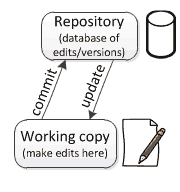 Repository
(database of
edits/versions)
commit
update
Working copy
(make edits here)